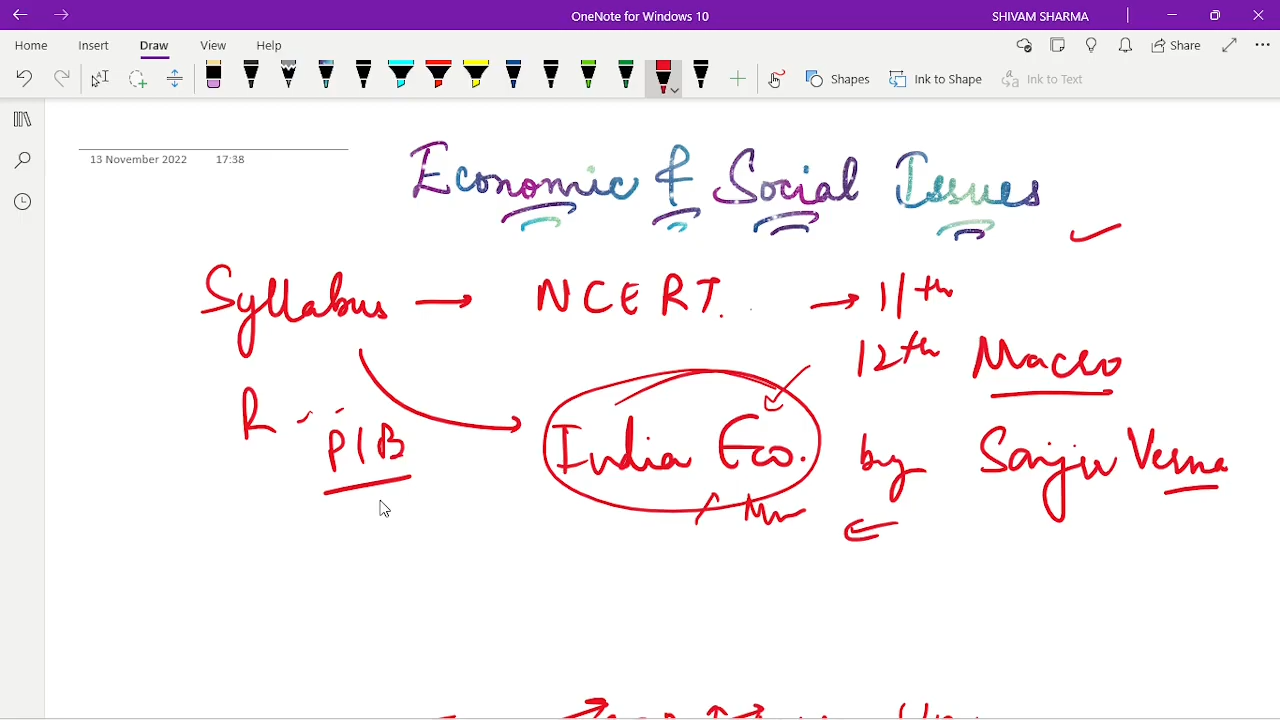 OneNote for Windows 10
SHIVAM SHARMA
Home Insert Draw View Help
Share
Shapes Ink to Shape Ink to Text
13 November 2022 17:38
Economic & Social Issues
Syllabus → NCERT. → 11th
12th Macro
R
PIB
India Eco. by Sanjiv Verma